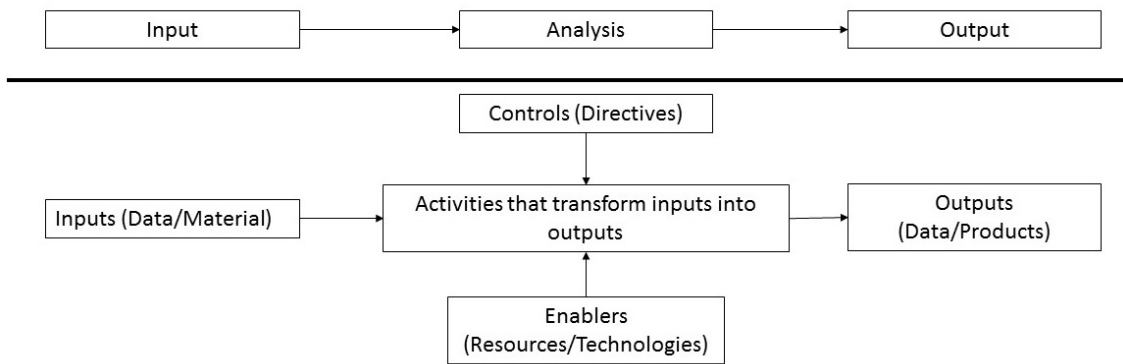 Input
Analysis
Output
Controls (Directives)
Inputs (Data/Material)
Activities that transform inputs into
outputs
Outputs
(Data/Products)
Enablers
(Resources/Technologies)